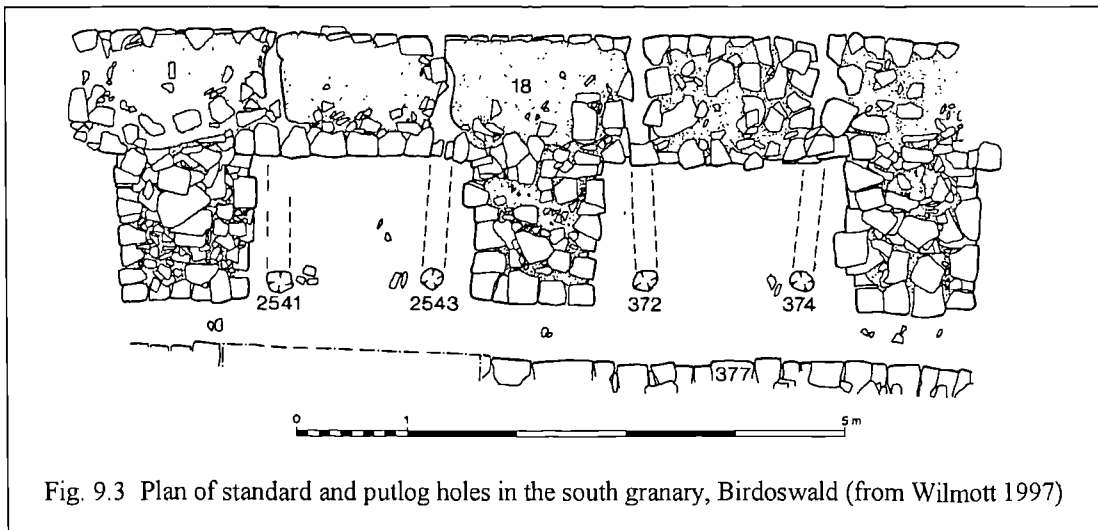 18
2541 2543 372 374
377
0 1 5 m
Fig. 9.3 Plan of standard and putlog holes in the south granary, Birdoswald (from Wilmott 1997)